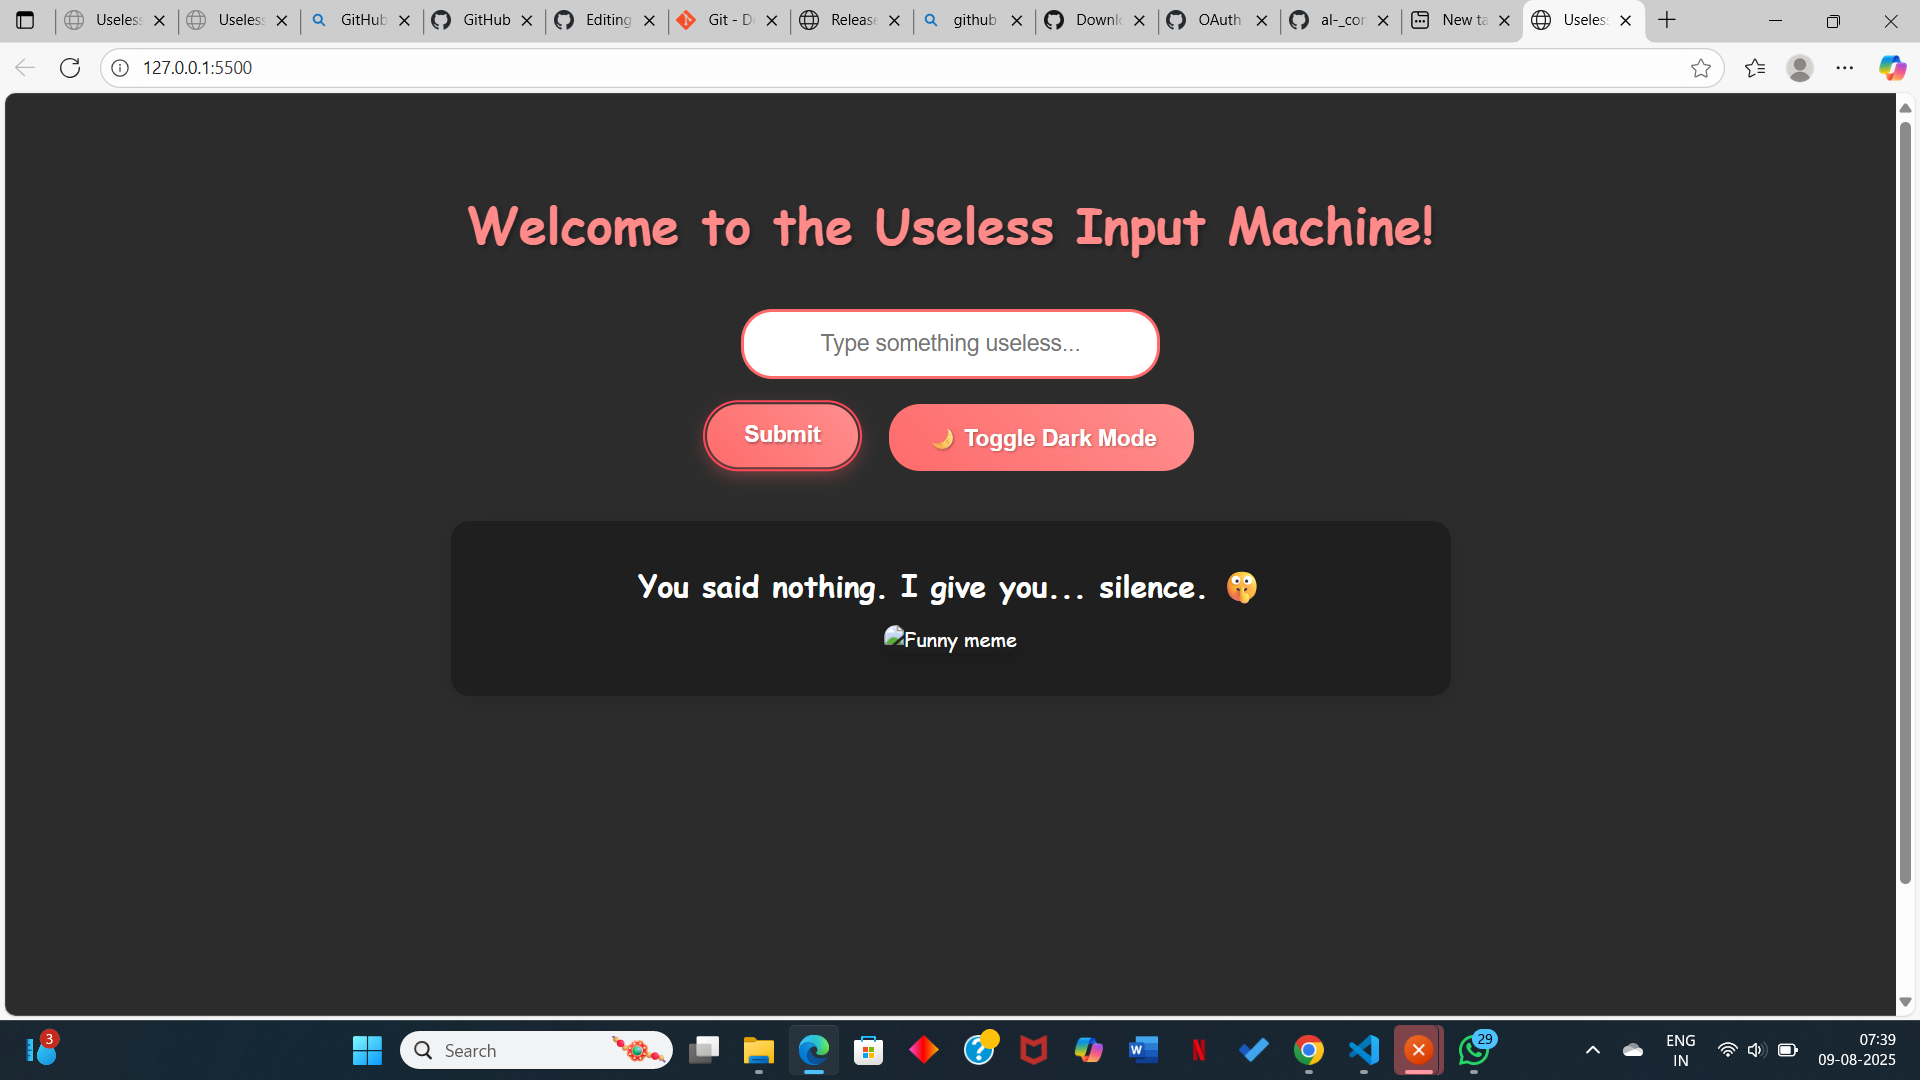 Useless
Useless
GitHub
GitHub
Editing
Git - Do
Release
github
Downlo
OAuth
al-_cor
New ta
Useless
127.0.0.1:5500
Welcome to the Useless Input Machine!
Type something useless...
Submit
🌙 Toggle Dark Mode
You said nothing. I give you... silence. 🤫
Funny meme
3
Search
29
ENG
IN
07:39
09-08-2025